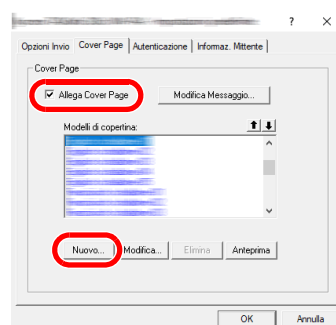 ? ×
Opzioni Invio Cover Page Autenticazione Informaz. Mittente
Cover Page
Allega Cover Page Modifica Messaggio...
Modelli di copertina:
Nuovo... Modifica... Elimina Anteprima
OK Annulla